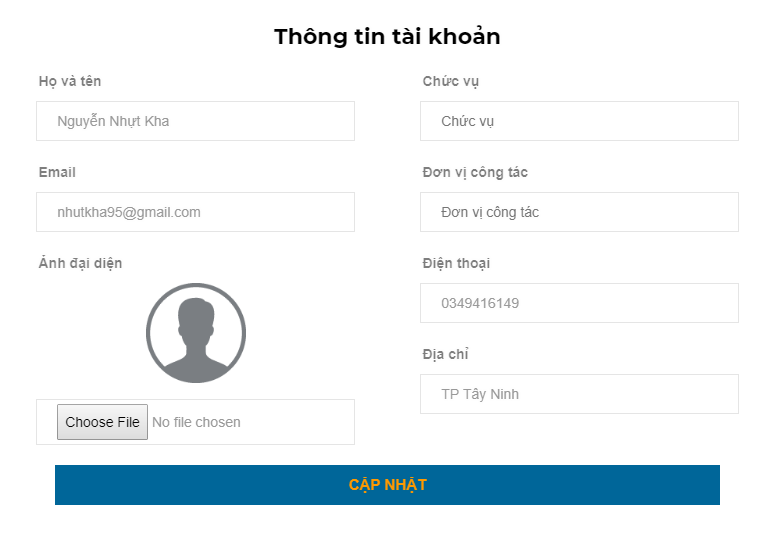 Thông tin tài khoản
Họ và tên
Nguyễn Nhựt Kha
Email
nhutkha95@gmail.com
Ảnh đại diện
Choose File No file chosen
Chức vụ
Chức vụ
Đơn vị công tác
Đơn vị công tác
Điện thoại
0349416149
Địa chỉ
TP Tây Ninh
CẬP NHẬT